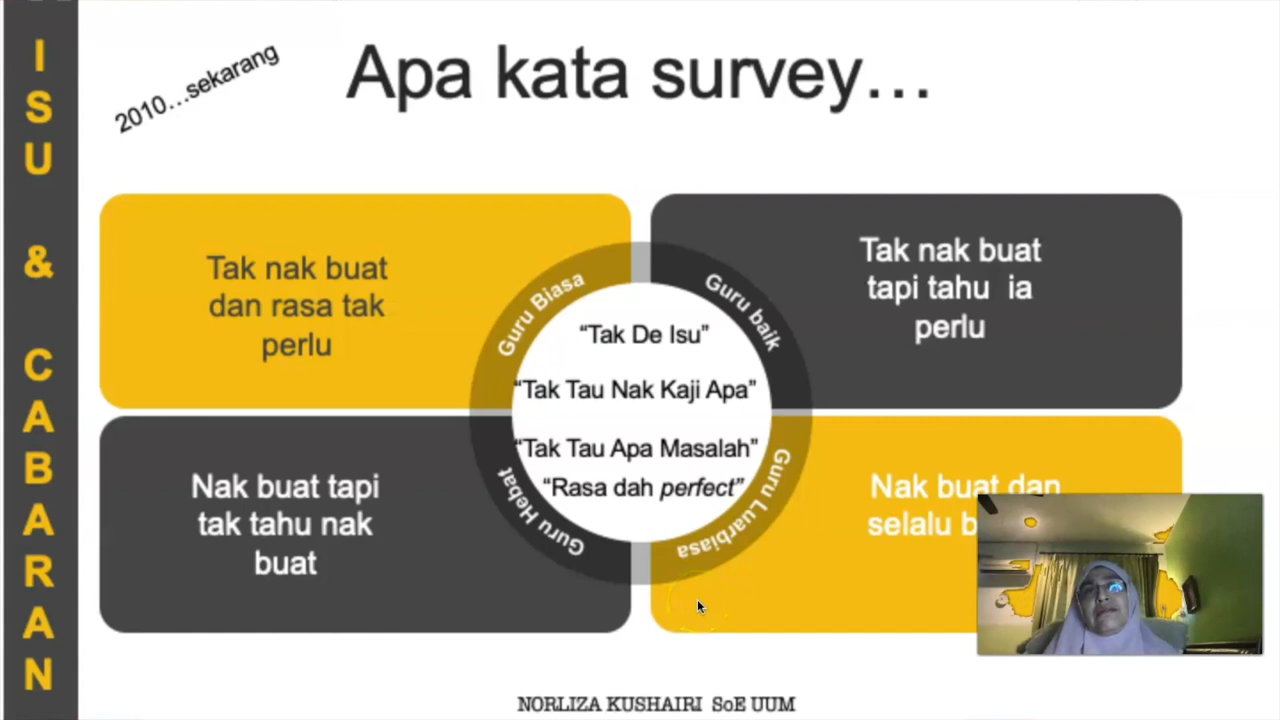 ISU & CABARAN
2010...sekarang
Apa kata survey...
Tak nak buat
dan rasa tak
perlu
Tak nak buat
tapi tahu ia
perlu
Guru Biasa
Guru baik
“Tak De Isu”
“Tak Tau Nak Kaji Apa”
“Tak Tau Apa Masalah”
“Rasa dah perfect”
Guru Hebat
Guru Luarbiasa
Nak buat tapi
tak tahu nak
buat
Nak buat dan
selalu
NORLIZA KUSHAIRI SoE UUM